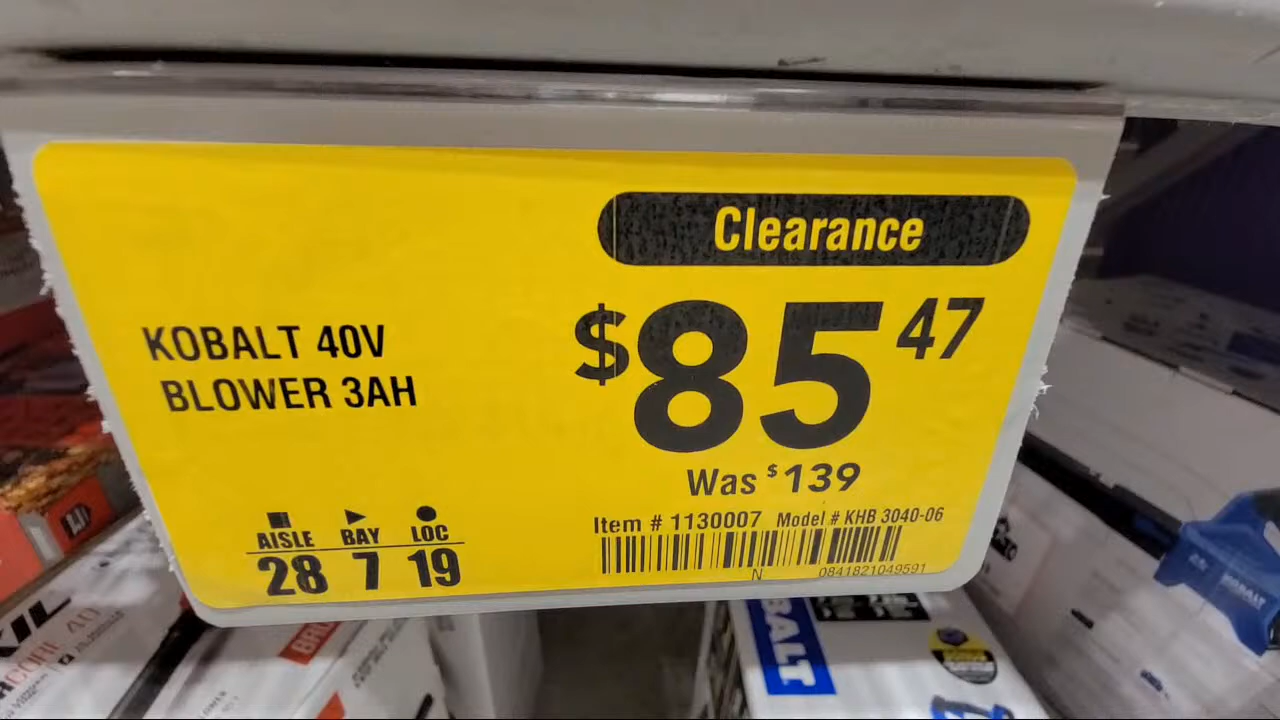 Clearance
KOBALT 40V
BLOWER 3AH
$85 47
Was $139
Item # 1130007 Model # KHB 3040-06
N 0841821049591
AISLE BAY LOC
28 7 19
KOBALT